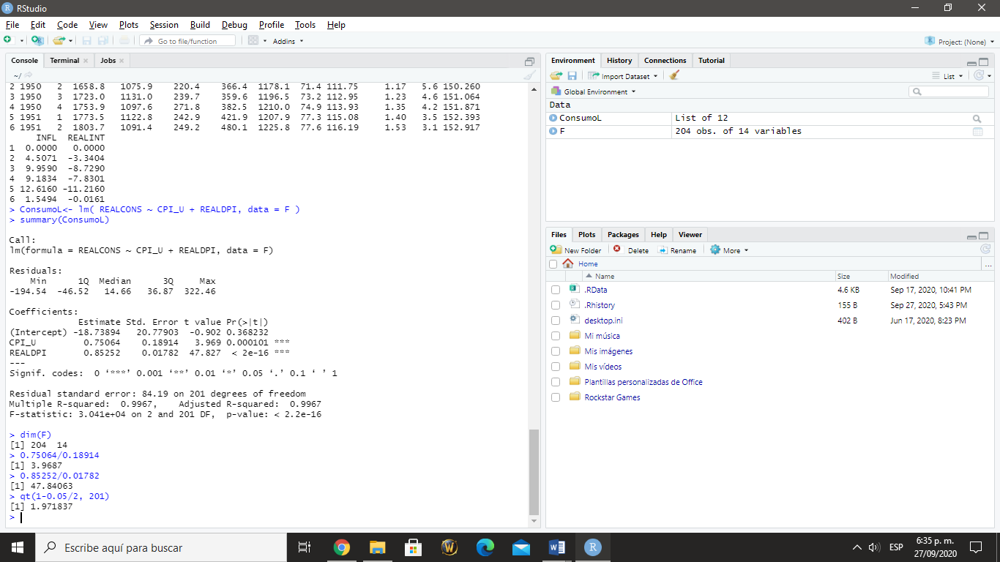 RStudio
File Edit Code View Plots Session Build Debug Profile Tools Help
Go to file/function Addins Project: (None)
Console Terminal Jobs
~/
2 1950 2 1658.8 1075.9 220.4 366.4 1178.1 71.4 111.75 1.17 5.6 150.260
3 1950 3 1723.0 1131.0 239.7 359.6 1196.5 73.2 112.95 1.23 4.6 151.064
4 1950 4 1753.9 1097.6 271.8 382.5 1210.0 74.9 113.93 1.35 4.2 151.871
5 1951 1 1773.5 1122.8 242.9 421.9 1207.9 77.3 115.08 1.40 3.5 152.393
6 1951 2 1803.7 1091.4 249.2 480.1 1225.8 77.6 116.19 1.53 3.1 152.917
INFL REALINT
1 0.0000 0.0000
2 4.5071 -3.3404
3 9.9590 -8.7290
4 9.1834 -7.8301
5 12.6160 -11.2160
6 1.5494 -0.0161
> ConsumoL<- lm( REALCONS ~ CPI_U + REALDPI, data = F )
> summary(ConsumoL)
Call:
lm(formula = REALCONS ~ CPI_U + REALDPI, data = F)
Residuals:
Min 1Q Median 3Q Max
-194.54 -46.52 14.66 36.87 322.46
Coefficients:
Estimate Std. Error t value Pr(>|t|)
(Intercept) -18.73894 20.77903 -0.902 0.368232
CPI_U 0.75064 0.18914 3.969 0.000101 ***
REALDPI 0.85252 0.01782 47.827 < 2e-16 ***
---
Signif. codes: 0 ‘***’ 0.001 ‘**’ 0.01 ‘*’ 0.05 ‘.’ 0.1 ‘ ’ 1
Residual standard error: 84.19 on 201 degrees of freedom
Multiple R-squared: 0.9967, Adjusted R-squared: 0.9967
F-statistic: 3.041e+04 on 2 and 201 DF, p-value: < 2.2e-16
> dim(F)
[1] 204 14
> 0.75064/0.18914
[1] 3.9687
> 0.85252/0.01782
[1] 47.84063
> qt(1-0.05/2, 201)
[1] 1.971837
>
Environment History Connections Tutorial
Import Dataset List
Global Environment
Data
ConsumoL List of 12
F 204 obs. of 14 variables
Files Plots Packages Help Viewer
New Folder Delete Rename More
Home ...
Name Size Modified
.RData 4.6 KB Sep 17, 2020, 10:41 PM
.Rhistory 155 B Sep 27, 2020, 5:43 PM
desktop.ini 402 B Jun 17, 2020, 8:23 PM
Mi música
Mis imágenes
Mis vídeos
Plantillas personalizadas de Office
Rockstar Games
Escribe aquí para buscar
ESP
6:35 p. m.
27/09/2020